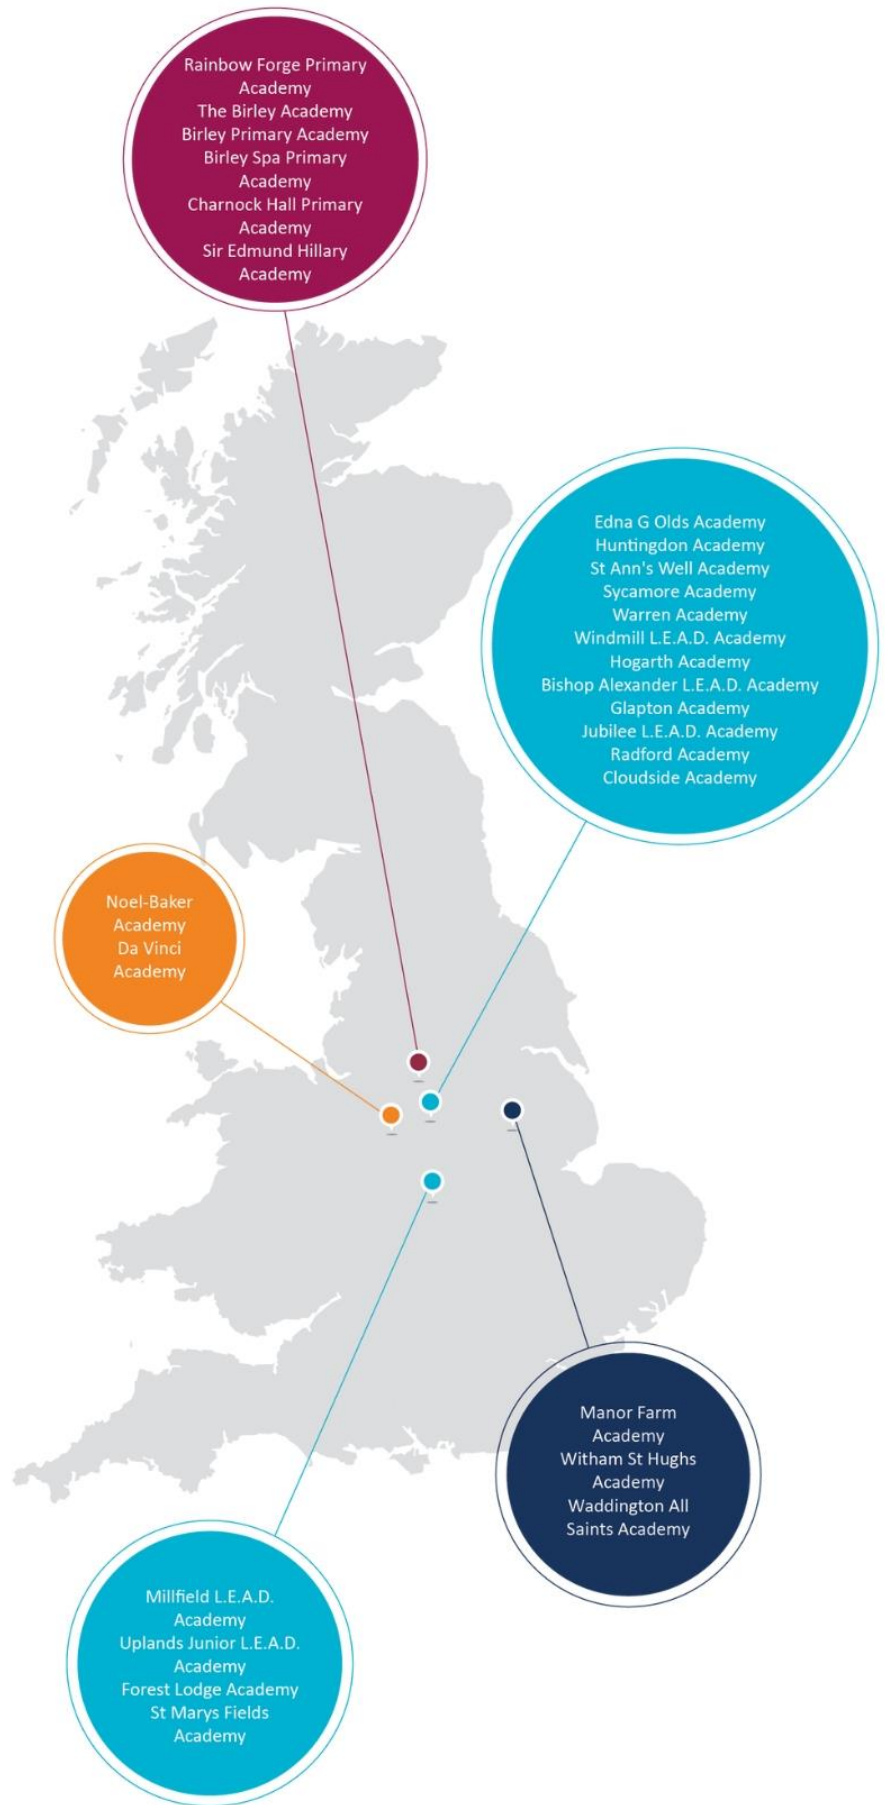 Rainbow Forge Primary
Academy
The Birley Academy
Birley Primary Academy
Birley Spa Primary
Academy
Charnock Hall Primary
Academy
Sir Edmund Hillary
Academy
Edna G Olds Academy
Huntingdon Academy
St Ann's Well Academy
Sycamore Academy
Warren Academy
Windmill L.E.A.D. Academy
Hogarth Academy
Bishop Alexander L.E.A.D. Academy
Glapton Academy
Jubilee L.E.A.D. Academy
Radford Academy
Cloudside Academy
Noel-Baker
Academy
Da Vinci
Academy
Manor Farm
Academy
Witham St Hughs
Academy
Waddington All
Saints Academy
Millfield L.E.A.D.
Academy
Uplands Junior L.E.A.D.
Academy
Forest Lodge Academy
St Marys Fields
Academy